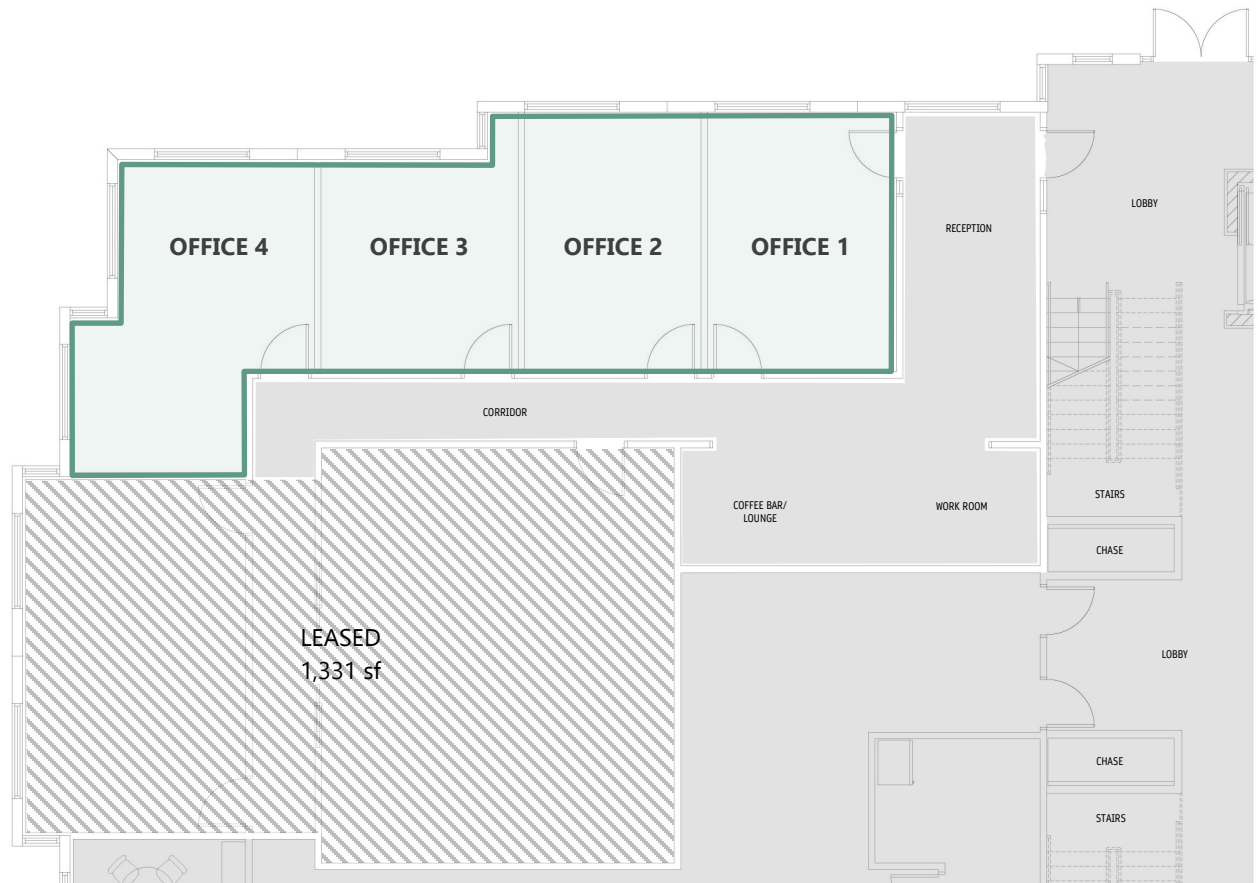 LOBBY
RECEPTION
OFFICE 4
OFFICE 3
OFFICE 2
OFFICE 1
CORRIDOR
STAIRS
COFFEE BAR/
LOUNGE
WORK ROOM
CHASE
LEASED
1,331 sf
LOBBY
CHASE
STAIRS